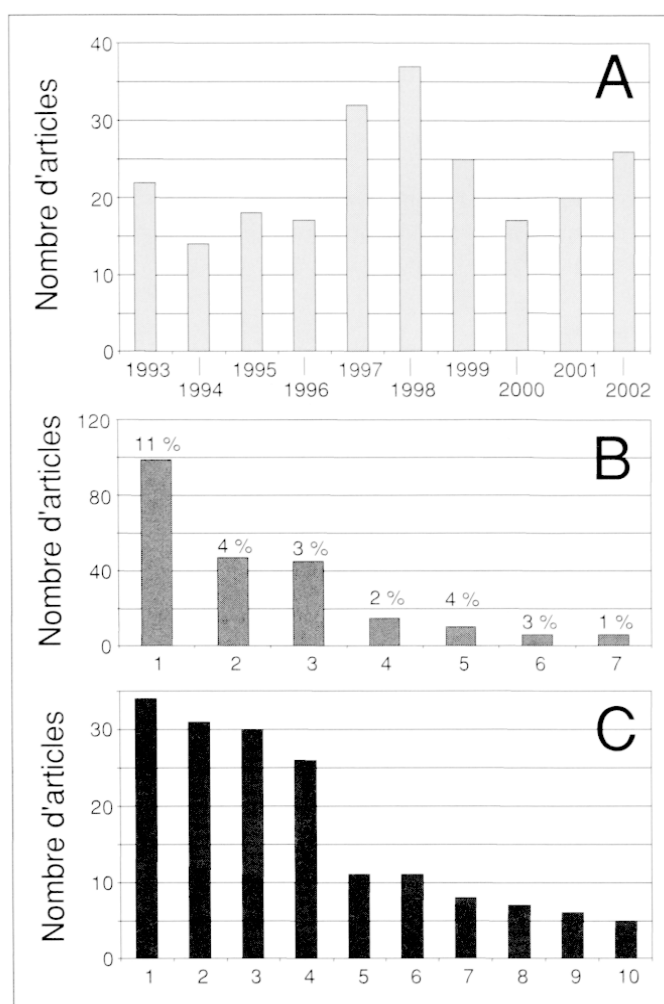 A
Nombre d'articles
40
30
20
10
0
1993 1995 1997 1999 2001
1994 1996 1998 2000 2002
B
Nombre d'articles
120
80
40
0
11 % 4 % 3 % 2 % 4 % 3 % 1 %
1 2 3 4 5 6 7
C
Nombre d'articles
30
20
10
0
1 2 3 4 5 6 7 8 9 10